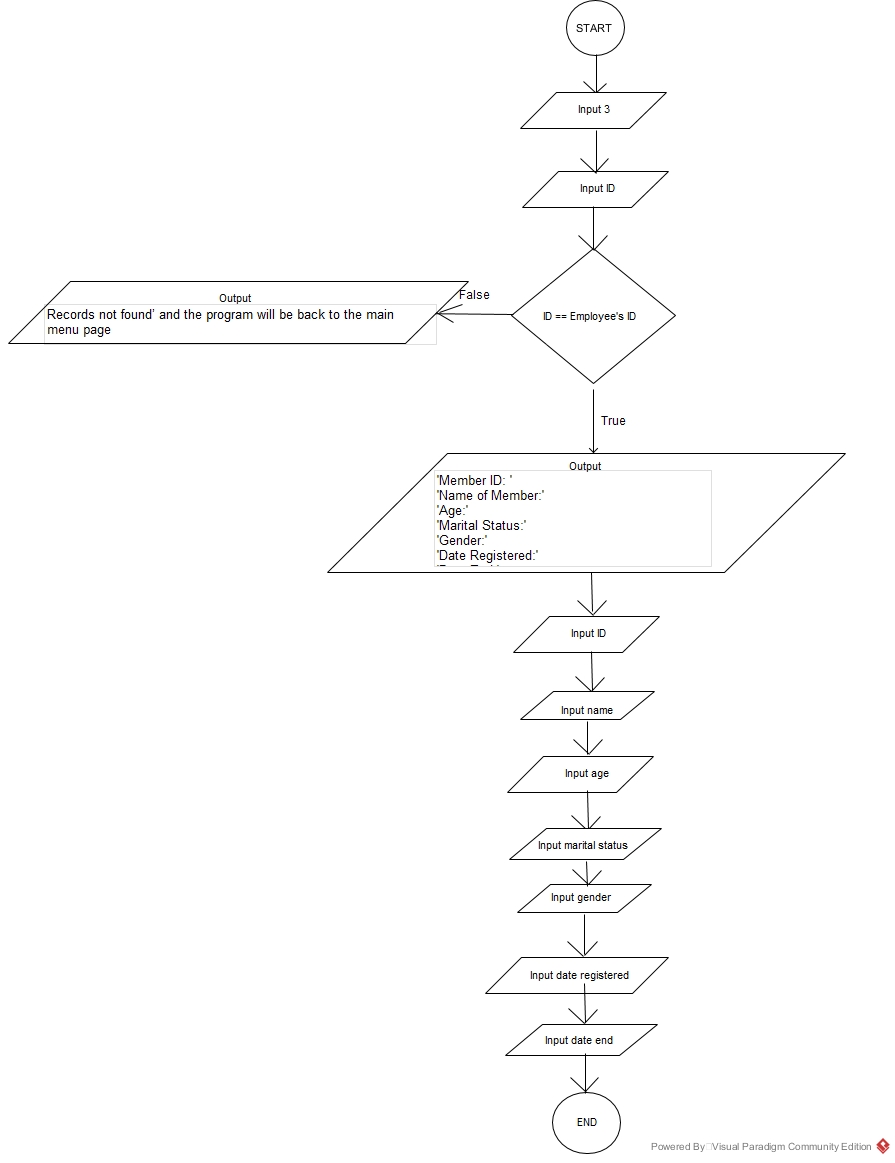 START
Input 3
Input ID
ID == Employee's ID
False
Output
Records not found' and the program will be back to the main
menu page
True
Output
'Member ID: '
'Name of Member:'
'Age:'
'Marital Status:'
'Gender:'
'Date Registered:'
Input ID
Input name
Input age
Input marital status
Input gender
Input date registered
Input date end
END
Powered By Visual Paradigm Community Edition